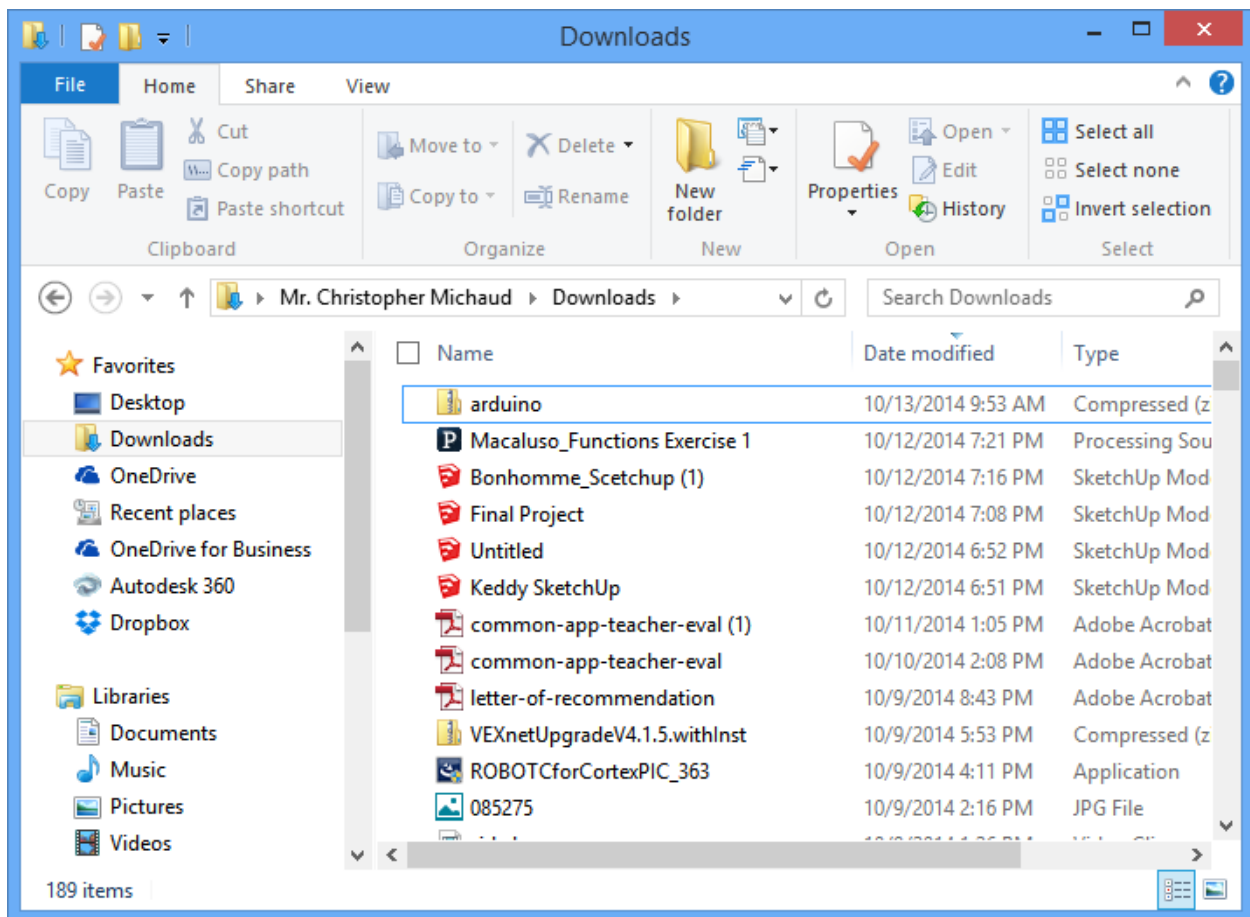 Downloads
File Home Share View
Copy
Paste
Cut
Copy path
Paste shortcut
Clipboard
Move to
Copy to
Delete
Rename
Organize
New
folder
New
Properties
Open
Edit
History
Open
Select all
Select none
Invert selection
Select
Mr. Christopher Michaud Downloads
Search Downloads
Favorites
Desktop
Downloads
OneDrive
Recent places
OneDrive for Business
Autodesk 360
Dropbox
Libraries
Documents
Music
Pictures
Videos
Name Date modified Type
arduino 10/13/2014 9:53 AM Compressed (z
Macaluso_Functions Exercise 1 10/12/2014 7:21 PM Processing Sou
Bonhomme_Scetchup (1) 10/12/2014 7:16 PM SketchUp Mod
Final Project 10/12/2014 7:08 PM SketchUp Mod
Untitled 10/12/2014 6:52 PM SketchUp Mod
Keddy SketchUp 10/12/2014 6:51 PM SketchUp Mod
common-app-teacher-eval (1) 10/11/2014 1:05 PM Adobe Acrobat
common-app-teacher-eval 10/10/2014 2:08 PM Adobe Acrobat
letter-of-recommendation 10/9/2014 8:43 PM Adobe Acrobat
VEXnetUpgradeV4.1.5.withInst 10/9/2014 5:53 PM Compressed (z
ROBOTCforCortexPIC_363 10/9/2014 4:11 PM Application
085275 10/9/2014 2:16 PM JPG File
189 items